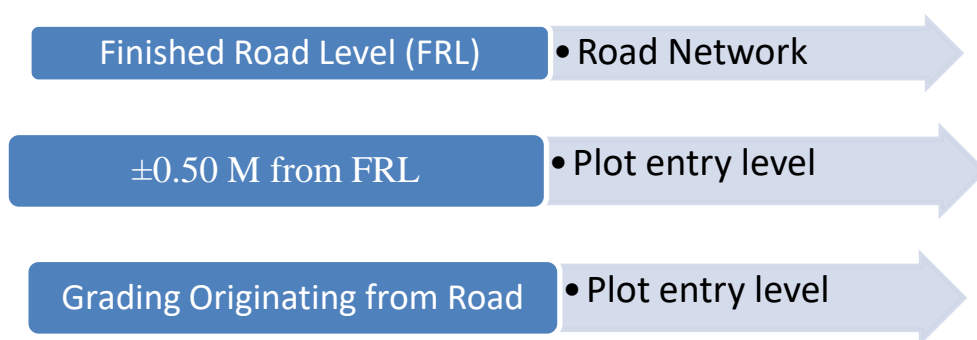 Finished Road Level (FRL)
• Road Network
±0.50 M from FRL
• Plot entry level
Grading Originating from Road
• Plot entry level